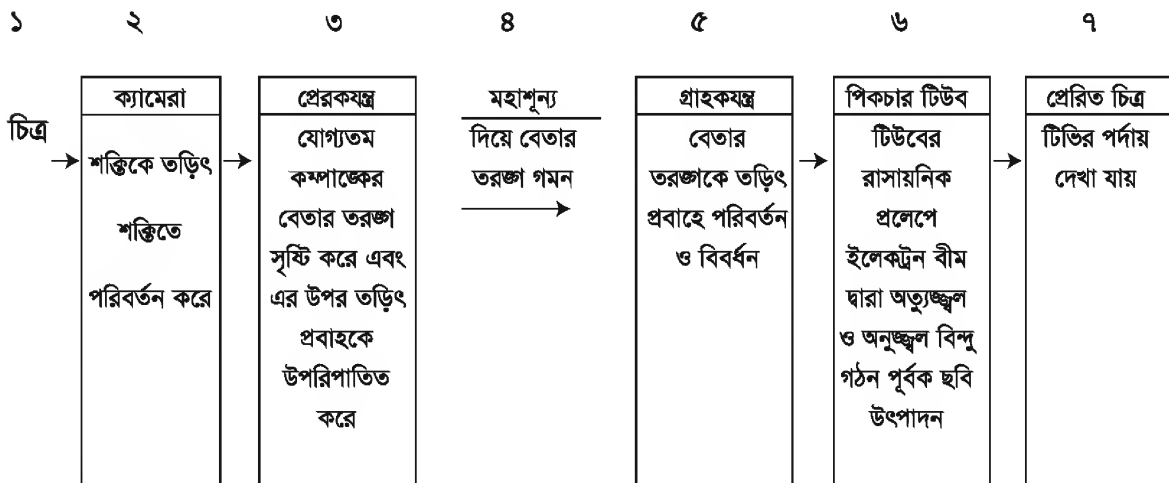 ১ ২ ৩ ৪ ৫ ৬ ৭
চিত্র
ক্যামেরা
শক্তিকে তড়িৎ
শক্তিতে
পরিবর্তন করে
প্রেরকযন্ত্র
যোগ্যতম
কম্পাঙ্কের
বেতার তরঙ্গ
সৃষ্টি করে এবং
এর উপর তড়িৎ
প্রবাহকে
উপরিপাতিত
করে
মহাশূন্য
দিয়ে বেতার
তরঙ্গ গমন
গ্রাহকযন্ত্র
বেতার
তরঙ্গকে তড়িৎ
প্রবাহে পরিবর্তন
ও বিবর্ধন
পিকচার টিউব
টিউবের
রাসায়নিক
প্রলেপে
ইলেকট্রন বীম
দ্বারা অত্যুজ্জ্বল
ও অনুজ্জ্বল বিন্দু
গঠন পূর্বক ছবি
উৎপাদন
প্রেরিত চিত্র
টিভির পর্দায়
দেখা যায়